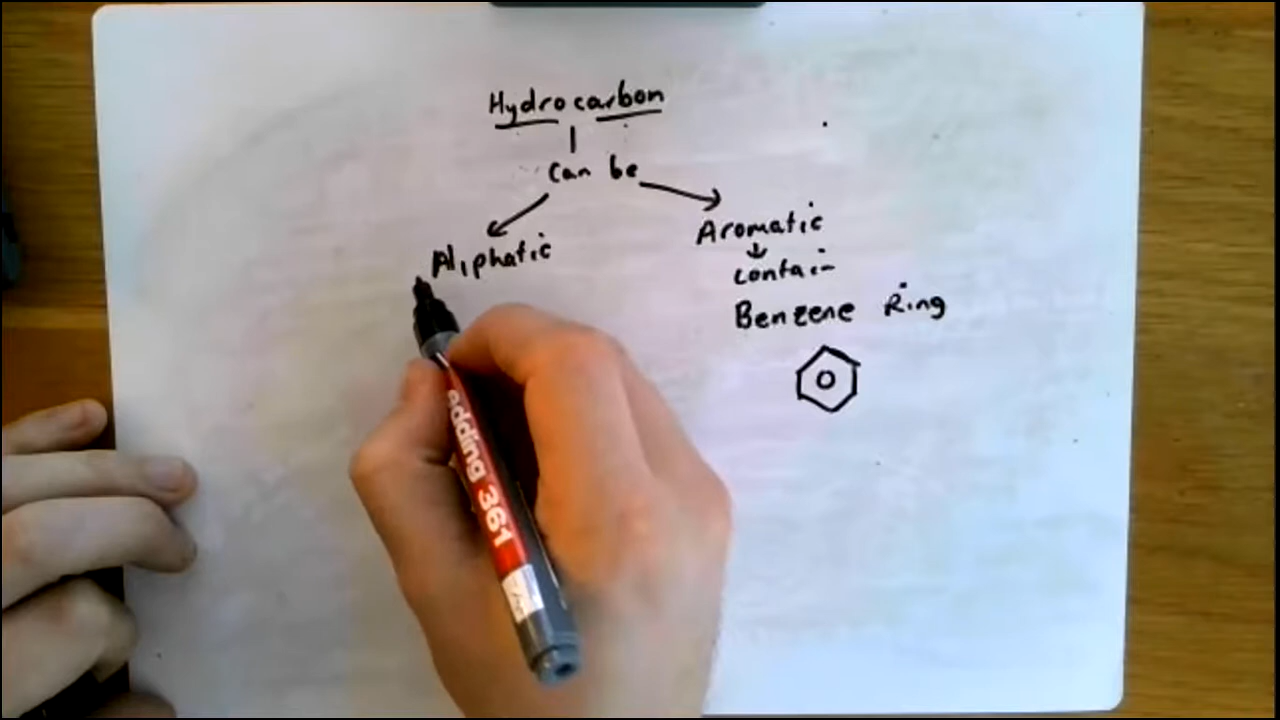 Hydrocarbon
can be
Aliphatic
Aromatic
contain
Benzene Ring
edding 361